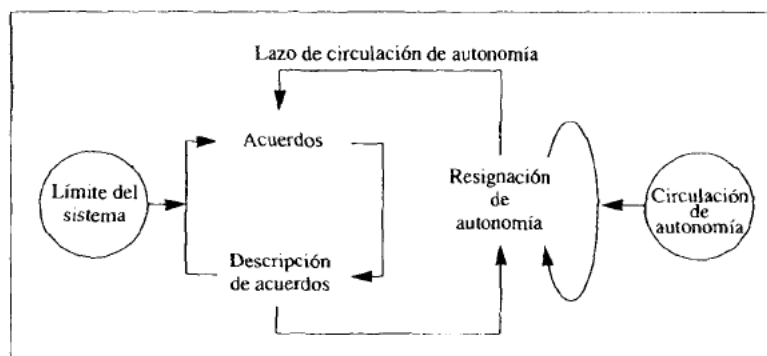 Lazo de circulación de autonomía
Acuerdos
Límite del
sistema
Resignación
de
autonomía
Circulación
de
autonomía
Descripción
de acuerdos